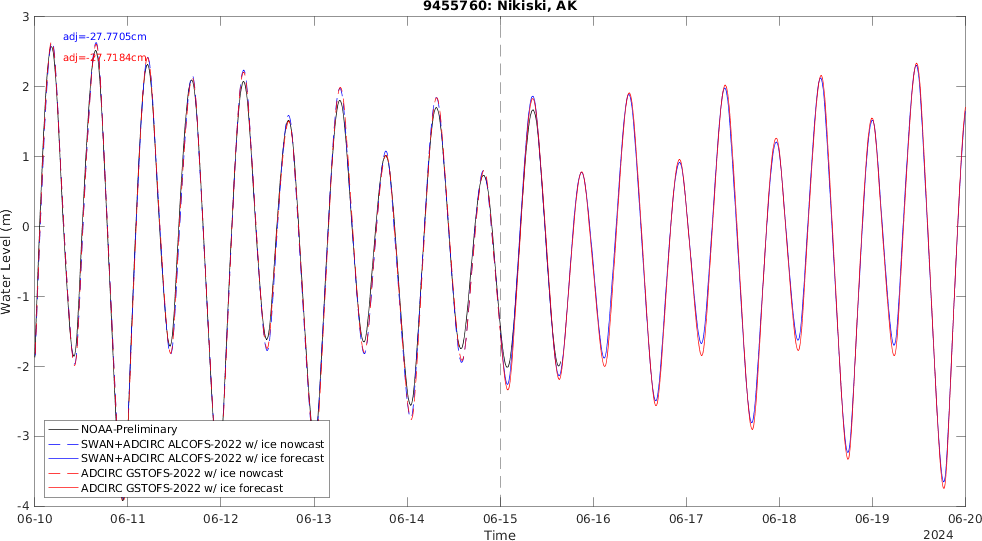 9455760: Nikiski, AK
adj=-27.7705cm
adj=-27.7184cm
3
2
1
0
-1
-2
-3
-4
Water Level (m)
NOAA-Preliminary
SWAN+ADCIRC ALCOFS-2022 w/ ice nowcast
SWAN+ADCIRC ALCOFS-2022 w/ ice forecast
ADCIRC GSTOFS-2022 w/ ice nowcast
ADCIRC GSTOFS-2022 w/ ice forecast
06-10 06-11 06-12 06-13 06-14 06-15 06-16 06-17 06-18 06-19 06-20
Time
2024